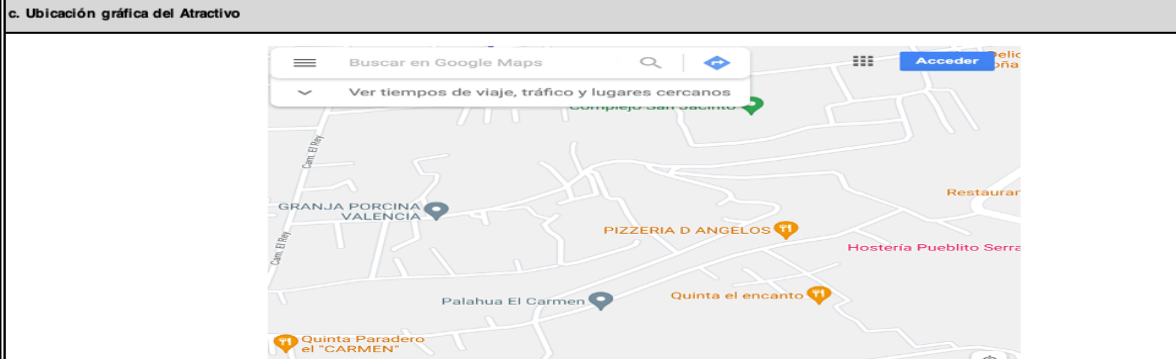 c. Ubicación gráfica del Atractivo
Buscar en Google Maps
Acceder
Ver tiempos de viaje, tráfico y lugares cercanos
Complejo San Jacinto
Cam. El Rey
Restauran
GRANJA PORCINA
VALENCIA
PIZZERIA D ANGELOS
Cam. El Rey
Hostería Pueblito Serra
Quinta el encanto
Palahua El Carmen
Quinta Paradero
el "CARMEN"